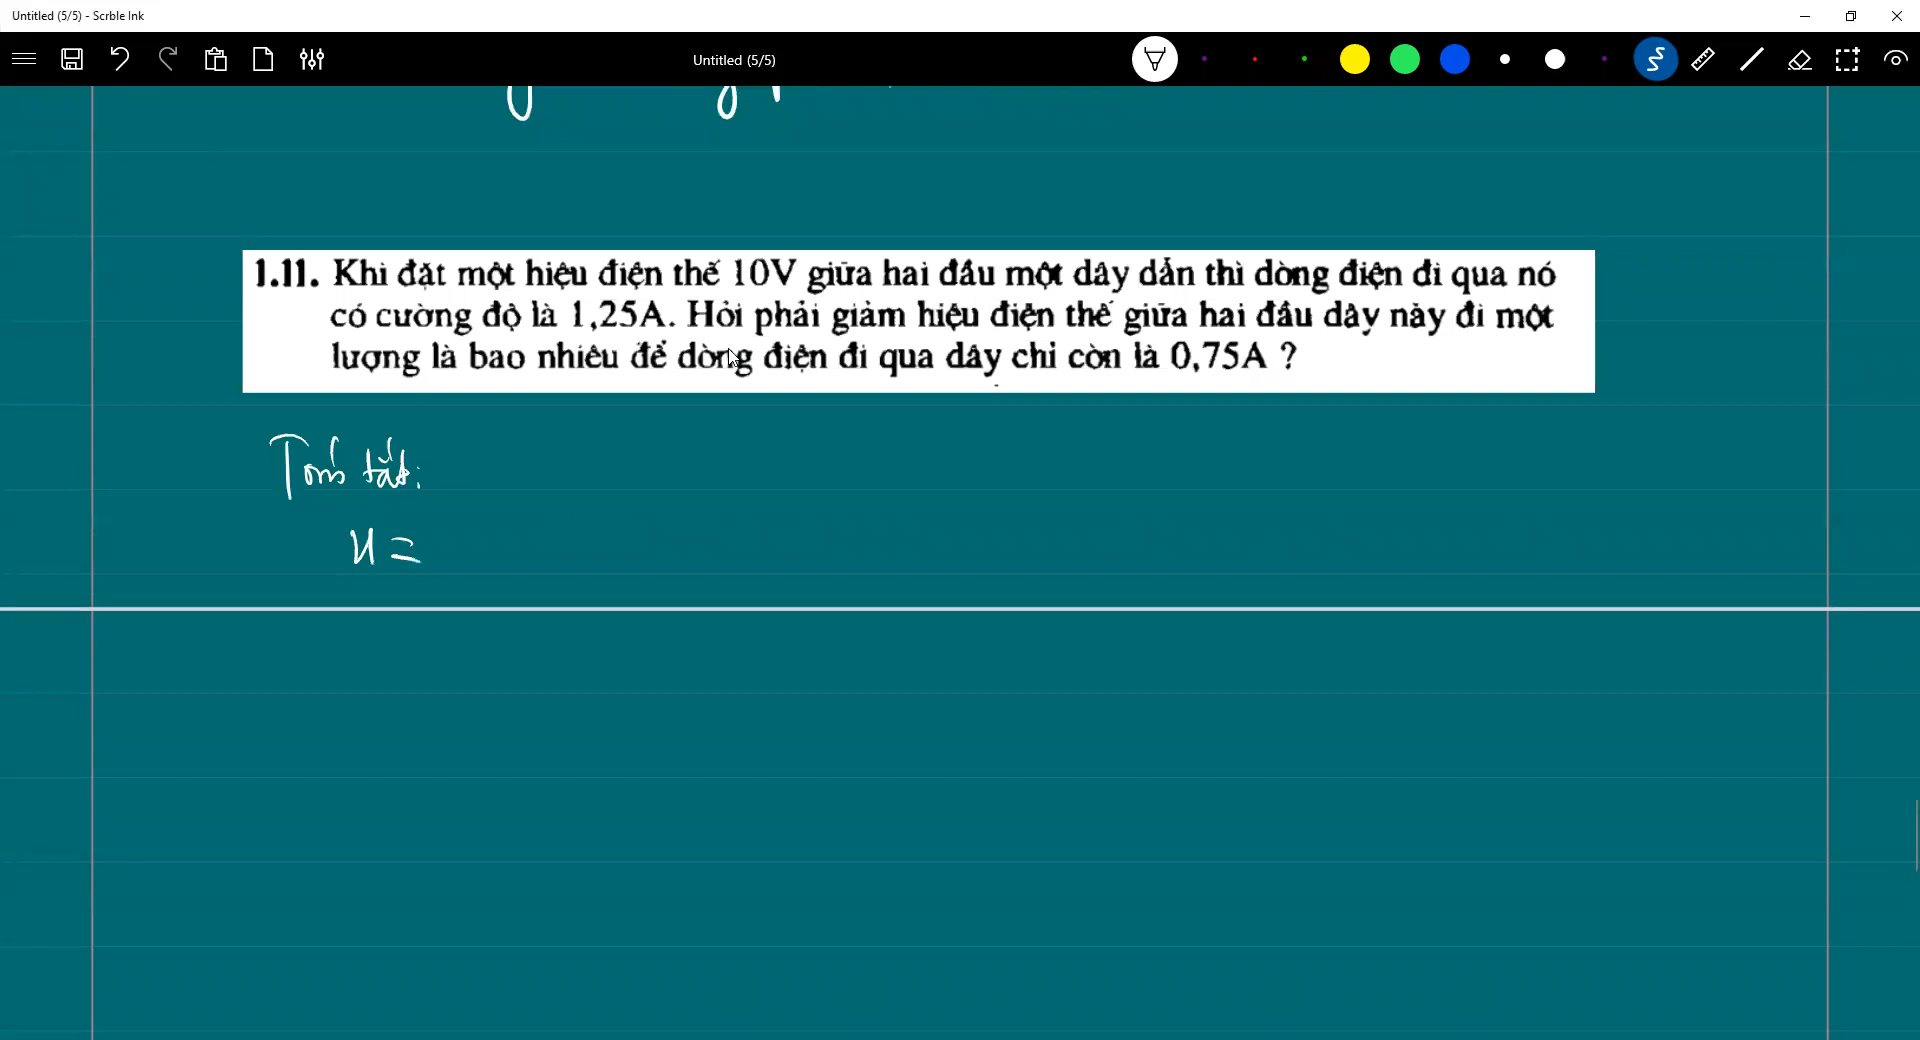 Untitled (5/5) - Scrble Ink
Untitled (5/5)
1.11. Khi đặt một hiệu điện thế 10V giữa hai đầu một dây dẫn thì dòng điện đi qua nó
có cường độ là 1,25A. Hỏi phải giảm hiệu điện thế giữa hai đầu dây này đi một
lượng là bao nhiêu để dòng điện đi qua dây chỉ còn là 0,75A ?
Tóm tắt:
U =